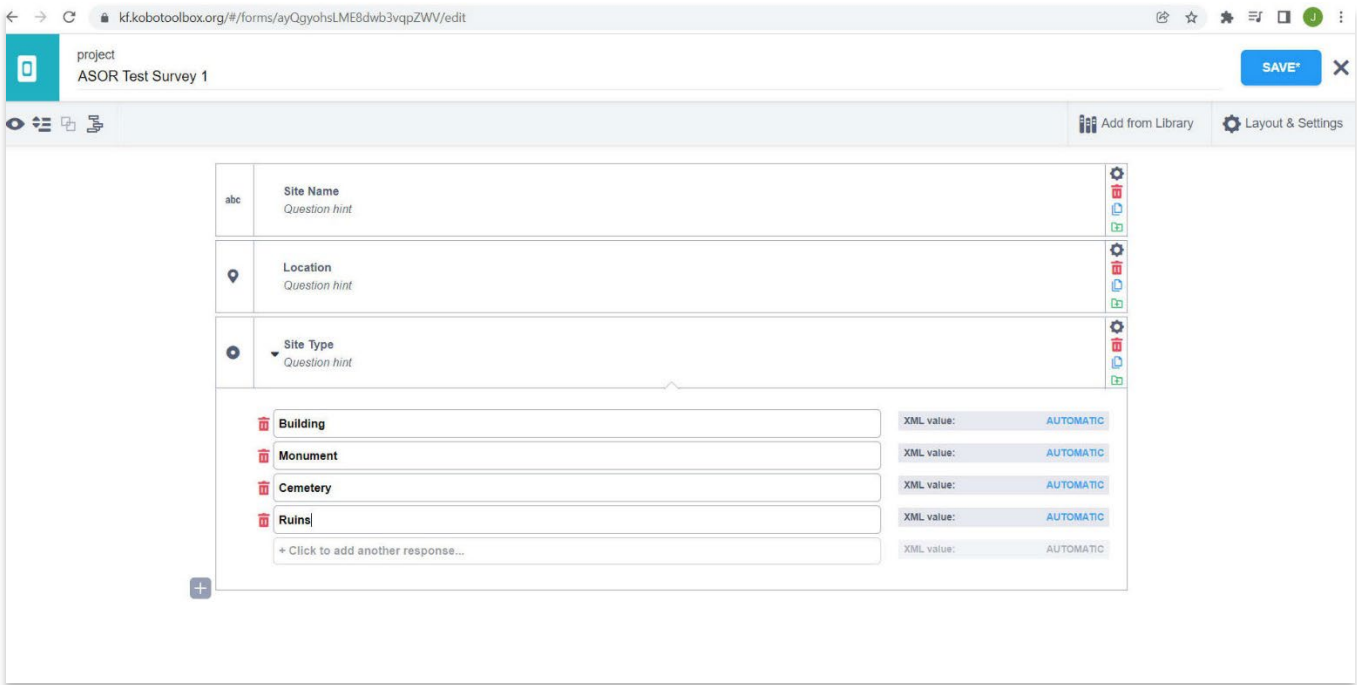 kf.kobotoolbox.org/#/forms/ayQgyohsLME8dwb3vqpZWV/edit
J
project
ASOR Test Survey 1
SAVE*
Add from Library
Layout & Settings
abc
Site Name
Question hint
Location
Question hint
Site Type
Question hint
Building XML value: AUTOMATIC
Monument XML value: AUTOMATIC
Cemetery XML value: AUTOMATIC
Ruins XML value: AUTOMATIC
+ Click to add another response... XML value: AUTOMATIC